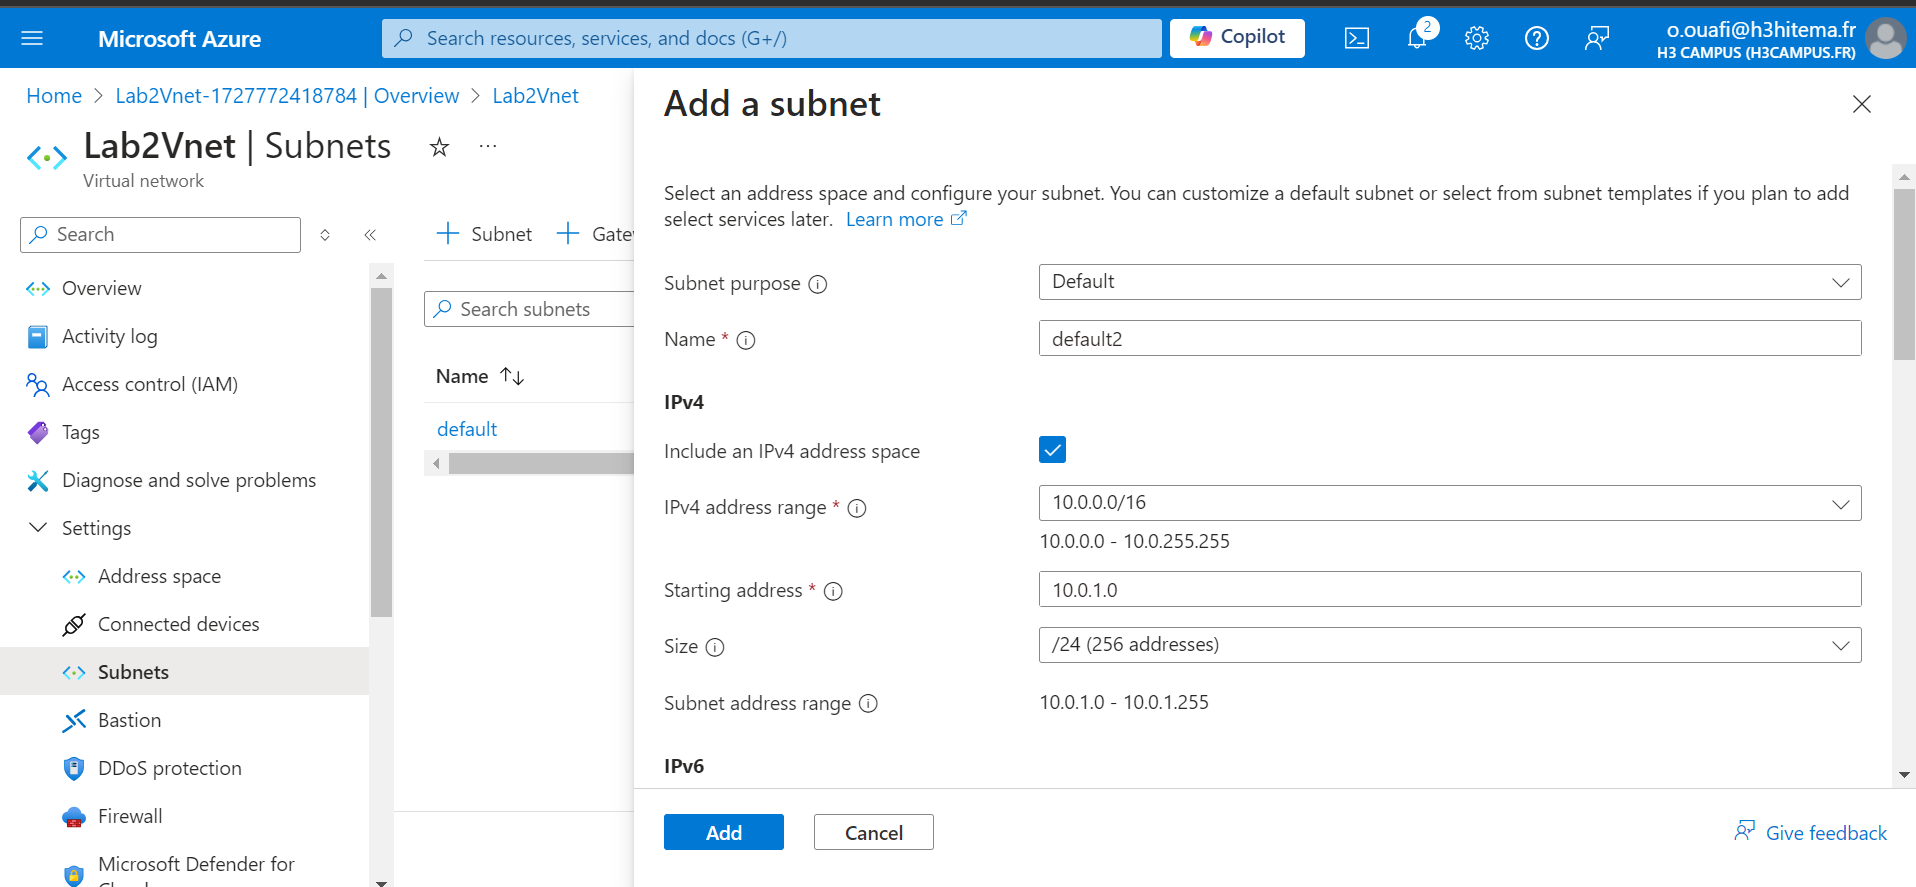 Microsoft Azure
Search resources, services, and docs (G+/)
Copilot
2
o.ouafi@h3hitema.fr
H3 CAMPUS (H3CAMPUS.FR)
Home > Lab2Vnet-1727772418784 | Overview > Lab2Vnet
Lab2Vnet | Subnets
Virtual network
Search
Overview
Activity log
Access control (IAM)
Tags
Diagnose and solve problems
Settings
Address space
Connected devices
Subnets
Bastion
DDoS protection
Firewall
Microsoft Defender for
+ Subnet
+ Gatew
Search subnets
Name
default
Add a subnet
Select an address space and configure your subnet. You can customize a default subnet or select from subnet templates if you plan to add
select services later. Learn more
Subnet purpose
Default
Name *
default2
IPv4
Include an IPv4 address space
IPv4 address range *
10.0.0.0/16
10.0.0.0 - 10.0.255.255
Starting address *
10.0.1.0
Size
/24 (256 addresses)
Subnet address range
10.0.1.0 - 10.0.1.255
IPv6
Add
Cancel
Give feedback